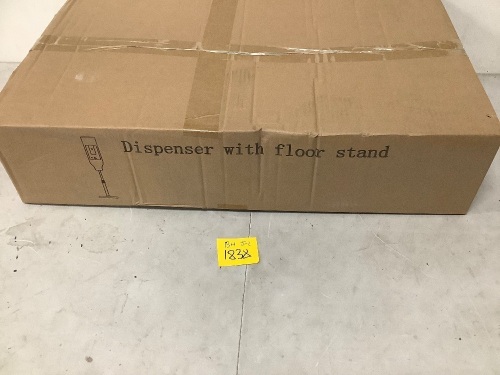 Dispenser with floor stand
1838